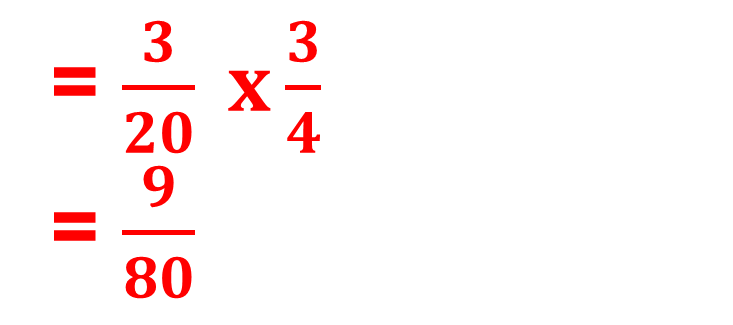 = 3/20 x 3/4
= 9/80